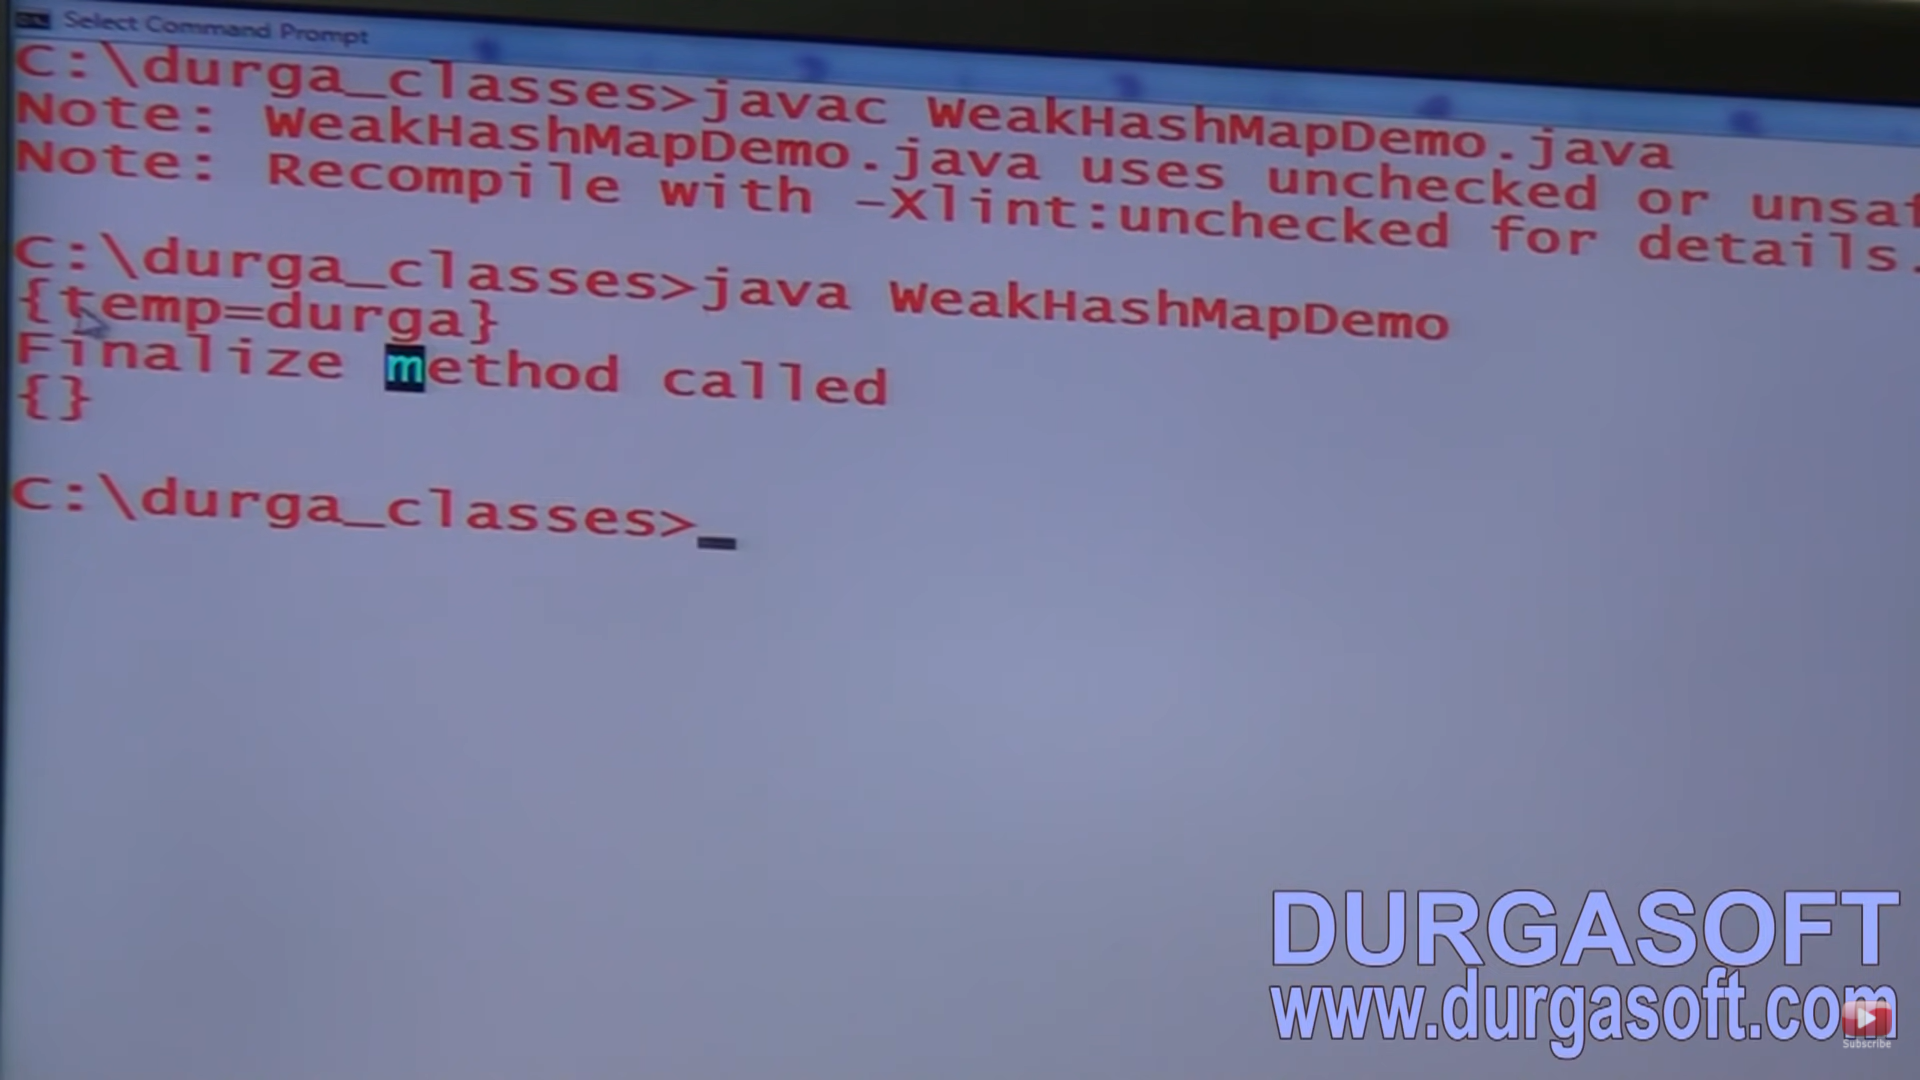 Select Command Prompt
C:\durga_classes>javac WeakHashMapDemo.java
Note: WeakHashMapDemo.java uses unchecked or
Note: Recompile with -Xlint:unchecked for details.
C:\durga_classes>java WeakHashMapDemo
{temp=durga}
Finalize method called
{}
C:\durga_classes>_
DURGASOFT
www.durgasoft.com
Subscribe